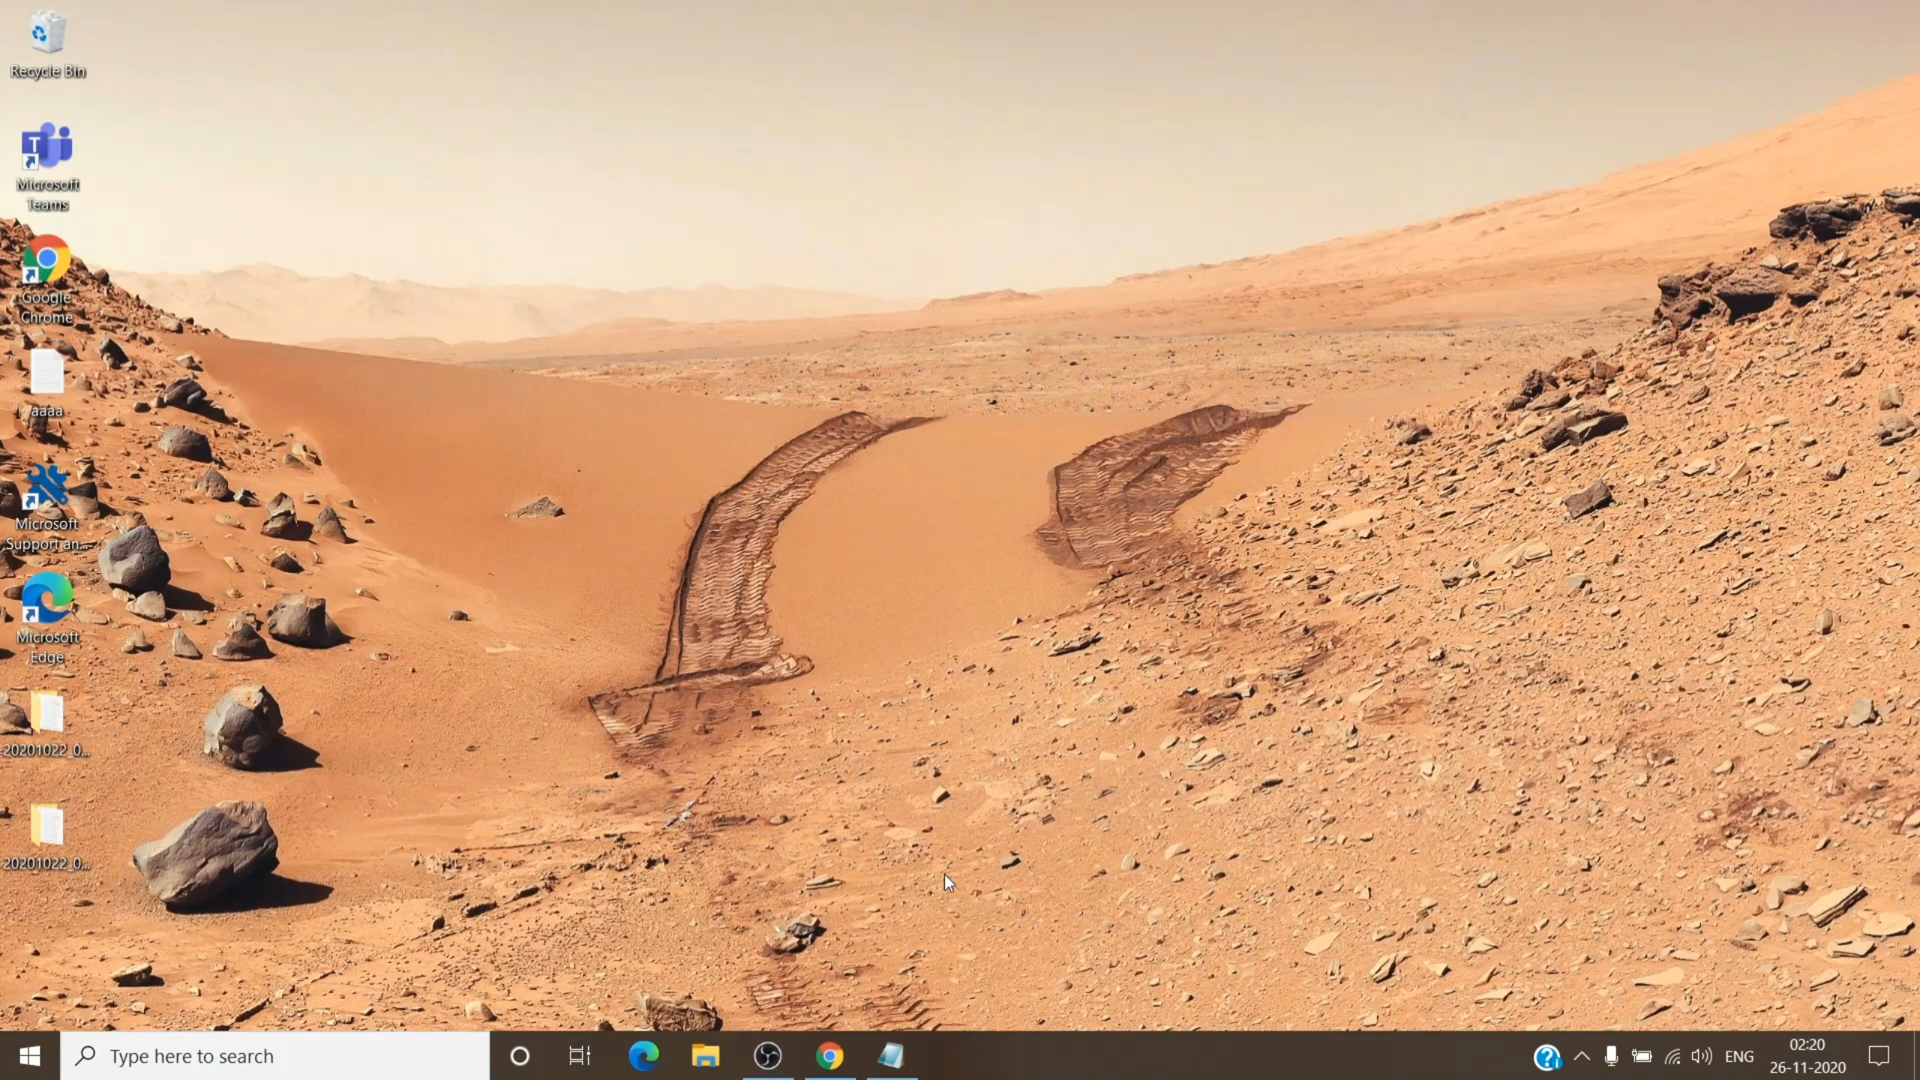 Recycle Bin
Microsoft
Teams
Google
Chrome
aaaa
Microsoft
Support an...
Microsoft
Edge
20201022_0...
20201022_0...
Type here to search
ENG
02:20
26-11-2020